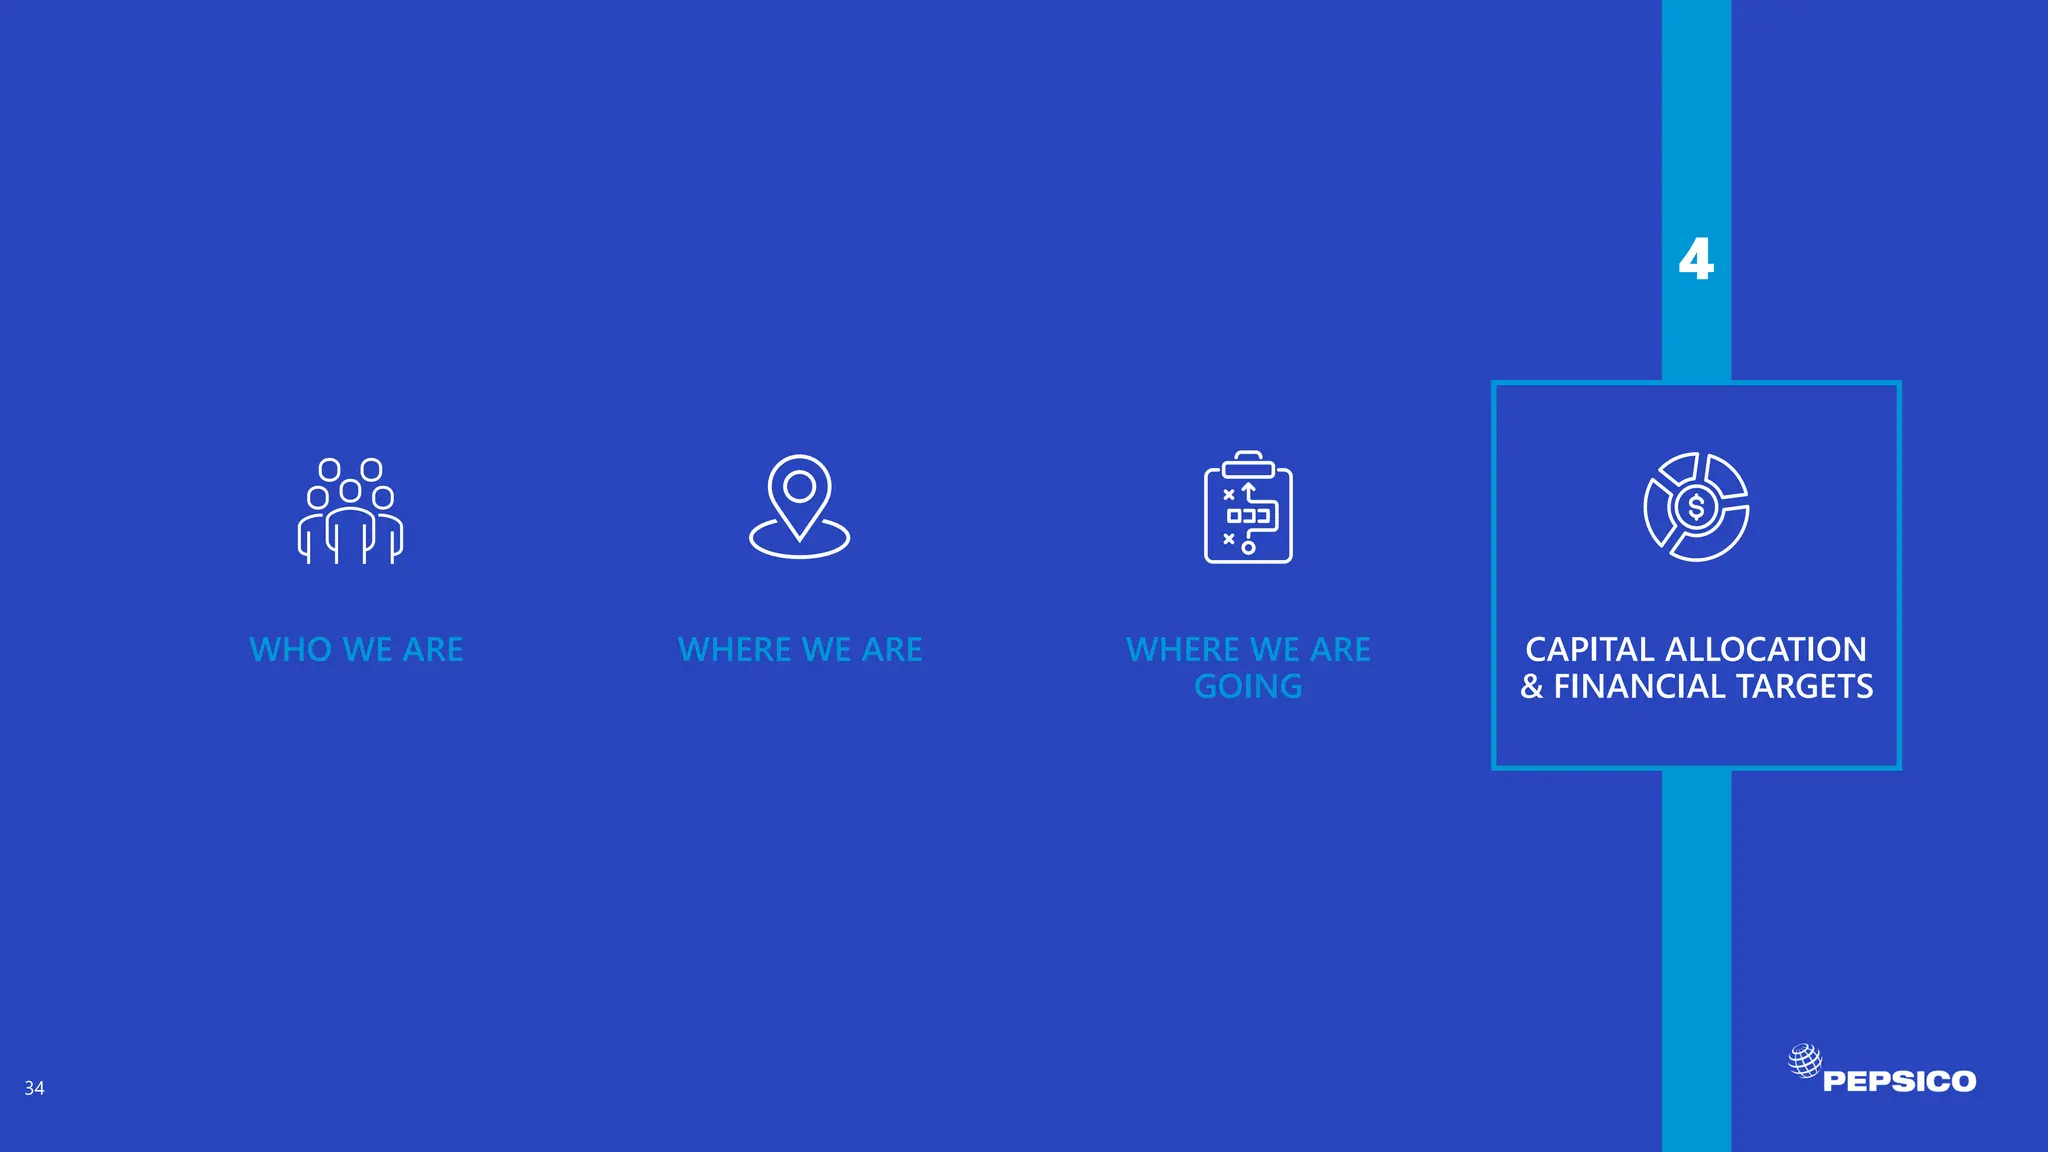 4
WHO WE ARE
WHERE WE ARE
WHERE WE ARE
GOING
$
CAPITAL ALLOCATION
& FINANCIAL TARGETS
34
PEPSICO